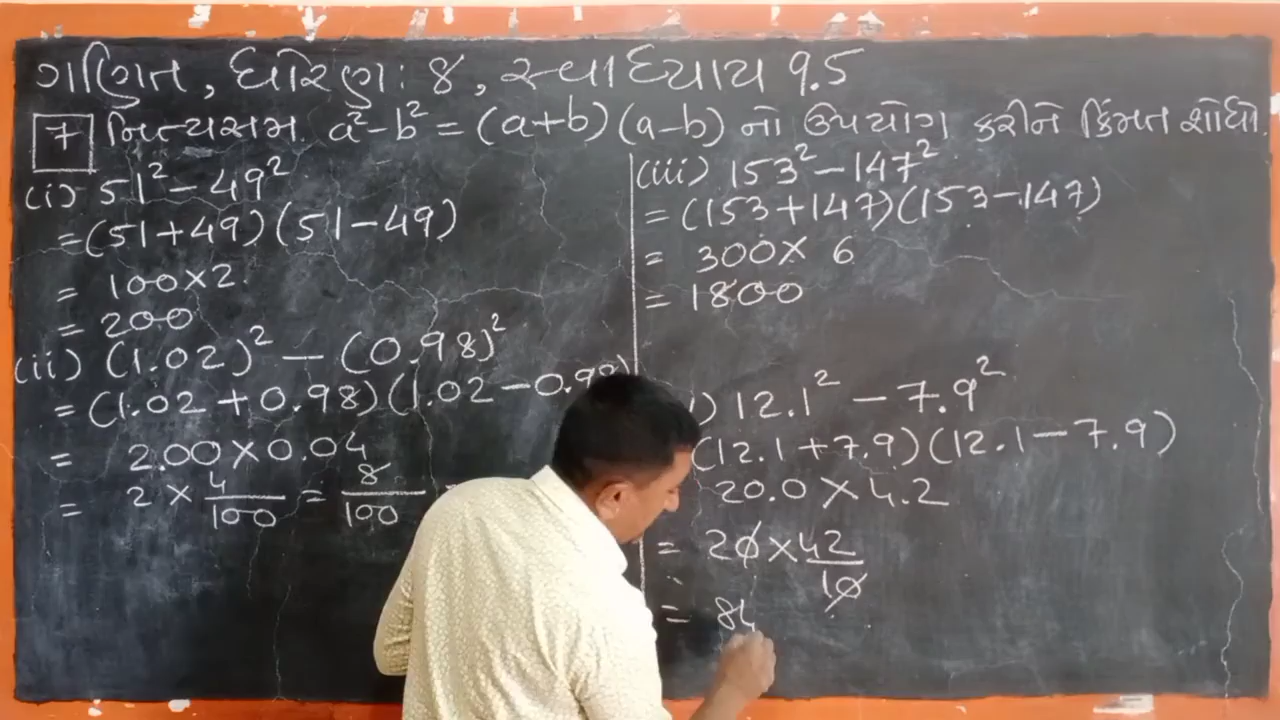 ગણિત, ધોરણ : ૪, સ્વાધ્યાય ૧.5
7 નિત્યસમ a² - b² = (a+b)(a-b) નો ઉપયોગ કરીને કિંમત શોધો.
(i) 51² - 49²
= (51+49)(51-49)
= 100×2
= 200
(ii) (1.02)² - (0.98)²
= (1.02 + 0.98)(1.02 - 0.98)
= 2.00 × 0.04
= 2 × 4/100 = 8/100
(iii) 153² - 147²
= (153+147)(153-147)
= 300 × 6
= 1800
) 12.1² - 7.9²
(12.1+7.9)(12.1-7.9)
20.0 × 4.2
= 20 × 42/10
= 84